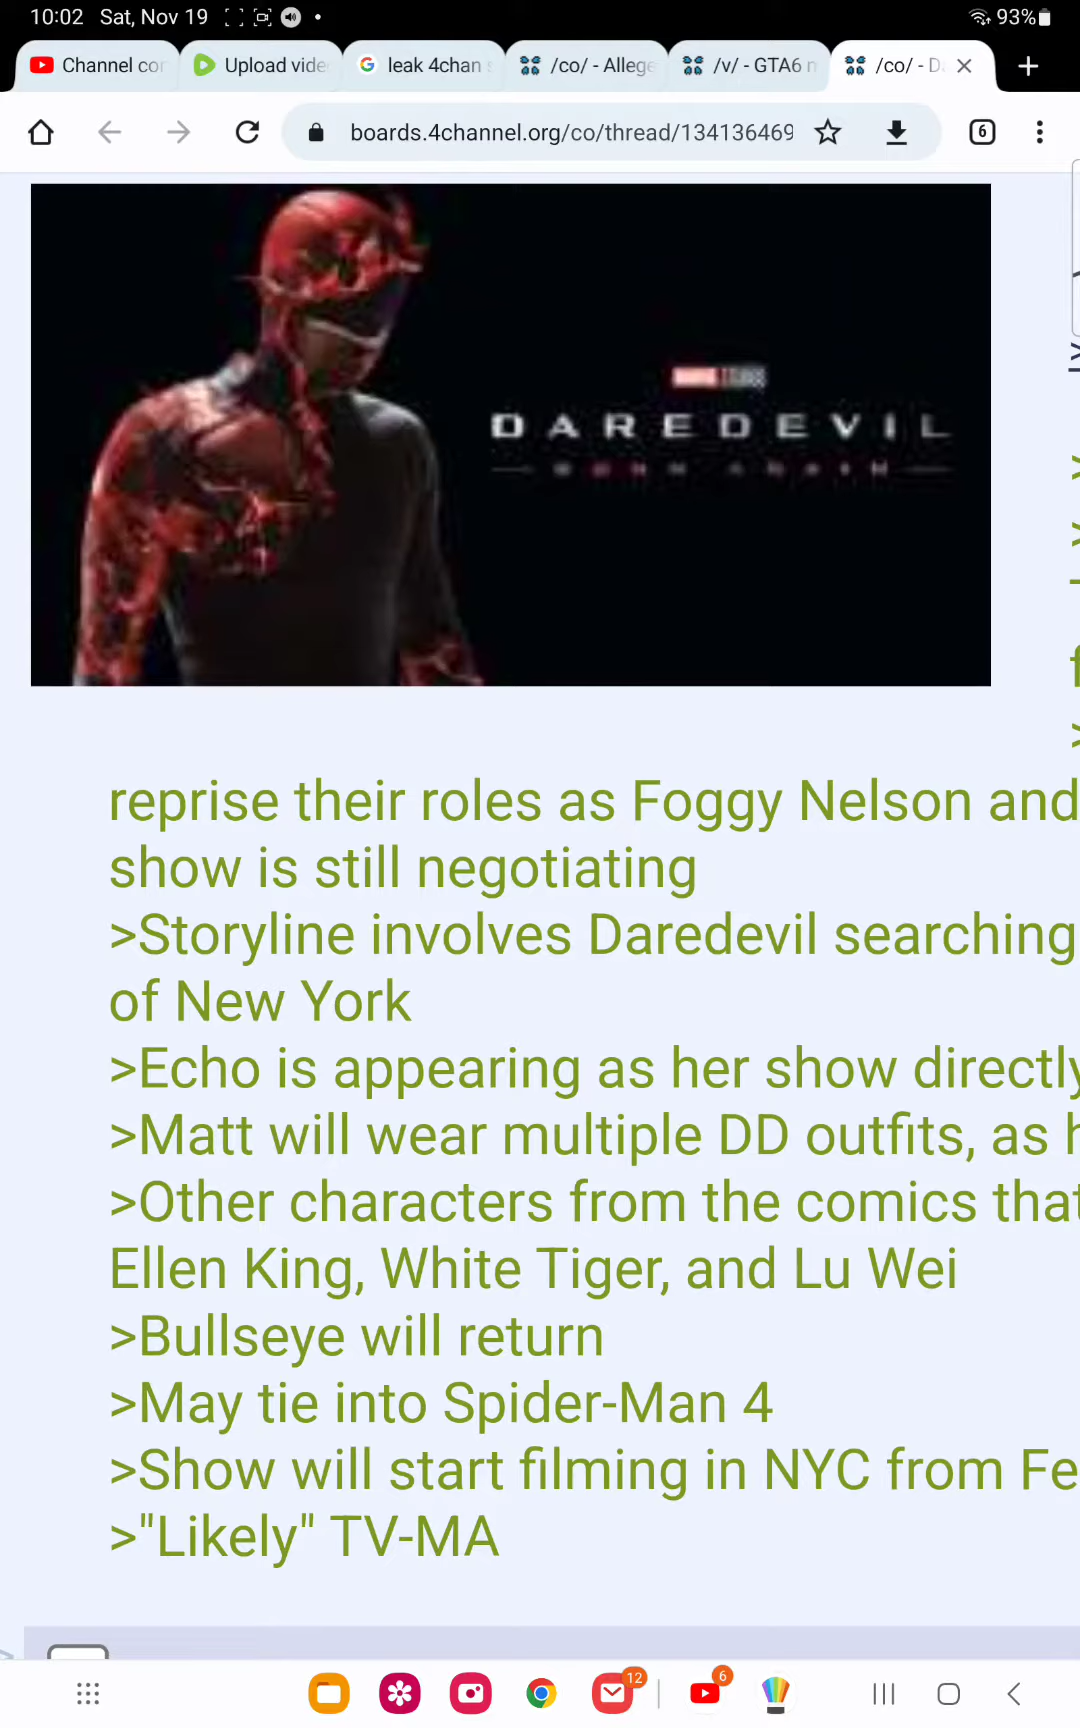 10:02 Sat, Nov 19
93%
Channel cor
Upload vide
leak 4chan s
/co/ - Allege
/v/ - GTA6 n
/co/ - Da
boards.4channel.org/co/thread/134136469
6
DAREDEVIL
BORN AGAIN
reprise their roles as Foggy Nelson and
show is still negotiating
>Storyline involves Daredevil searching
of New York
>Echo is appearing as her show directly
>Matt will wear multiple DD outfits, as h
>Other characters from the comics that
Ellen King, White Tiger, and Lu Wei
>Bullseye will return
>May tie into Spider-Man 4
>Show will start filming in NYC from Fe
>"Likely" TV-MA
12
6